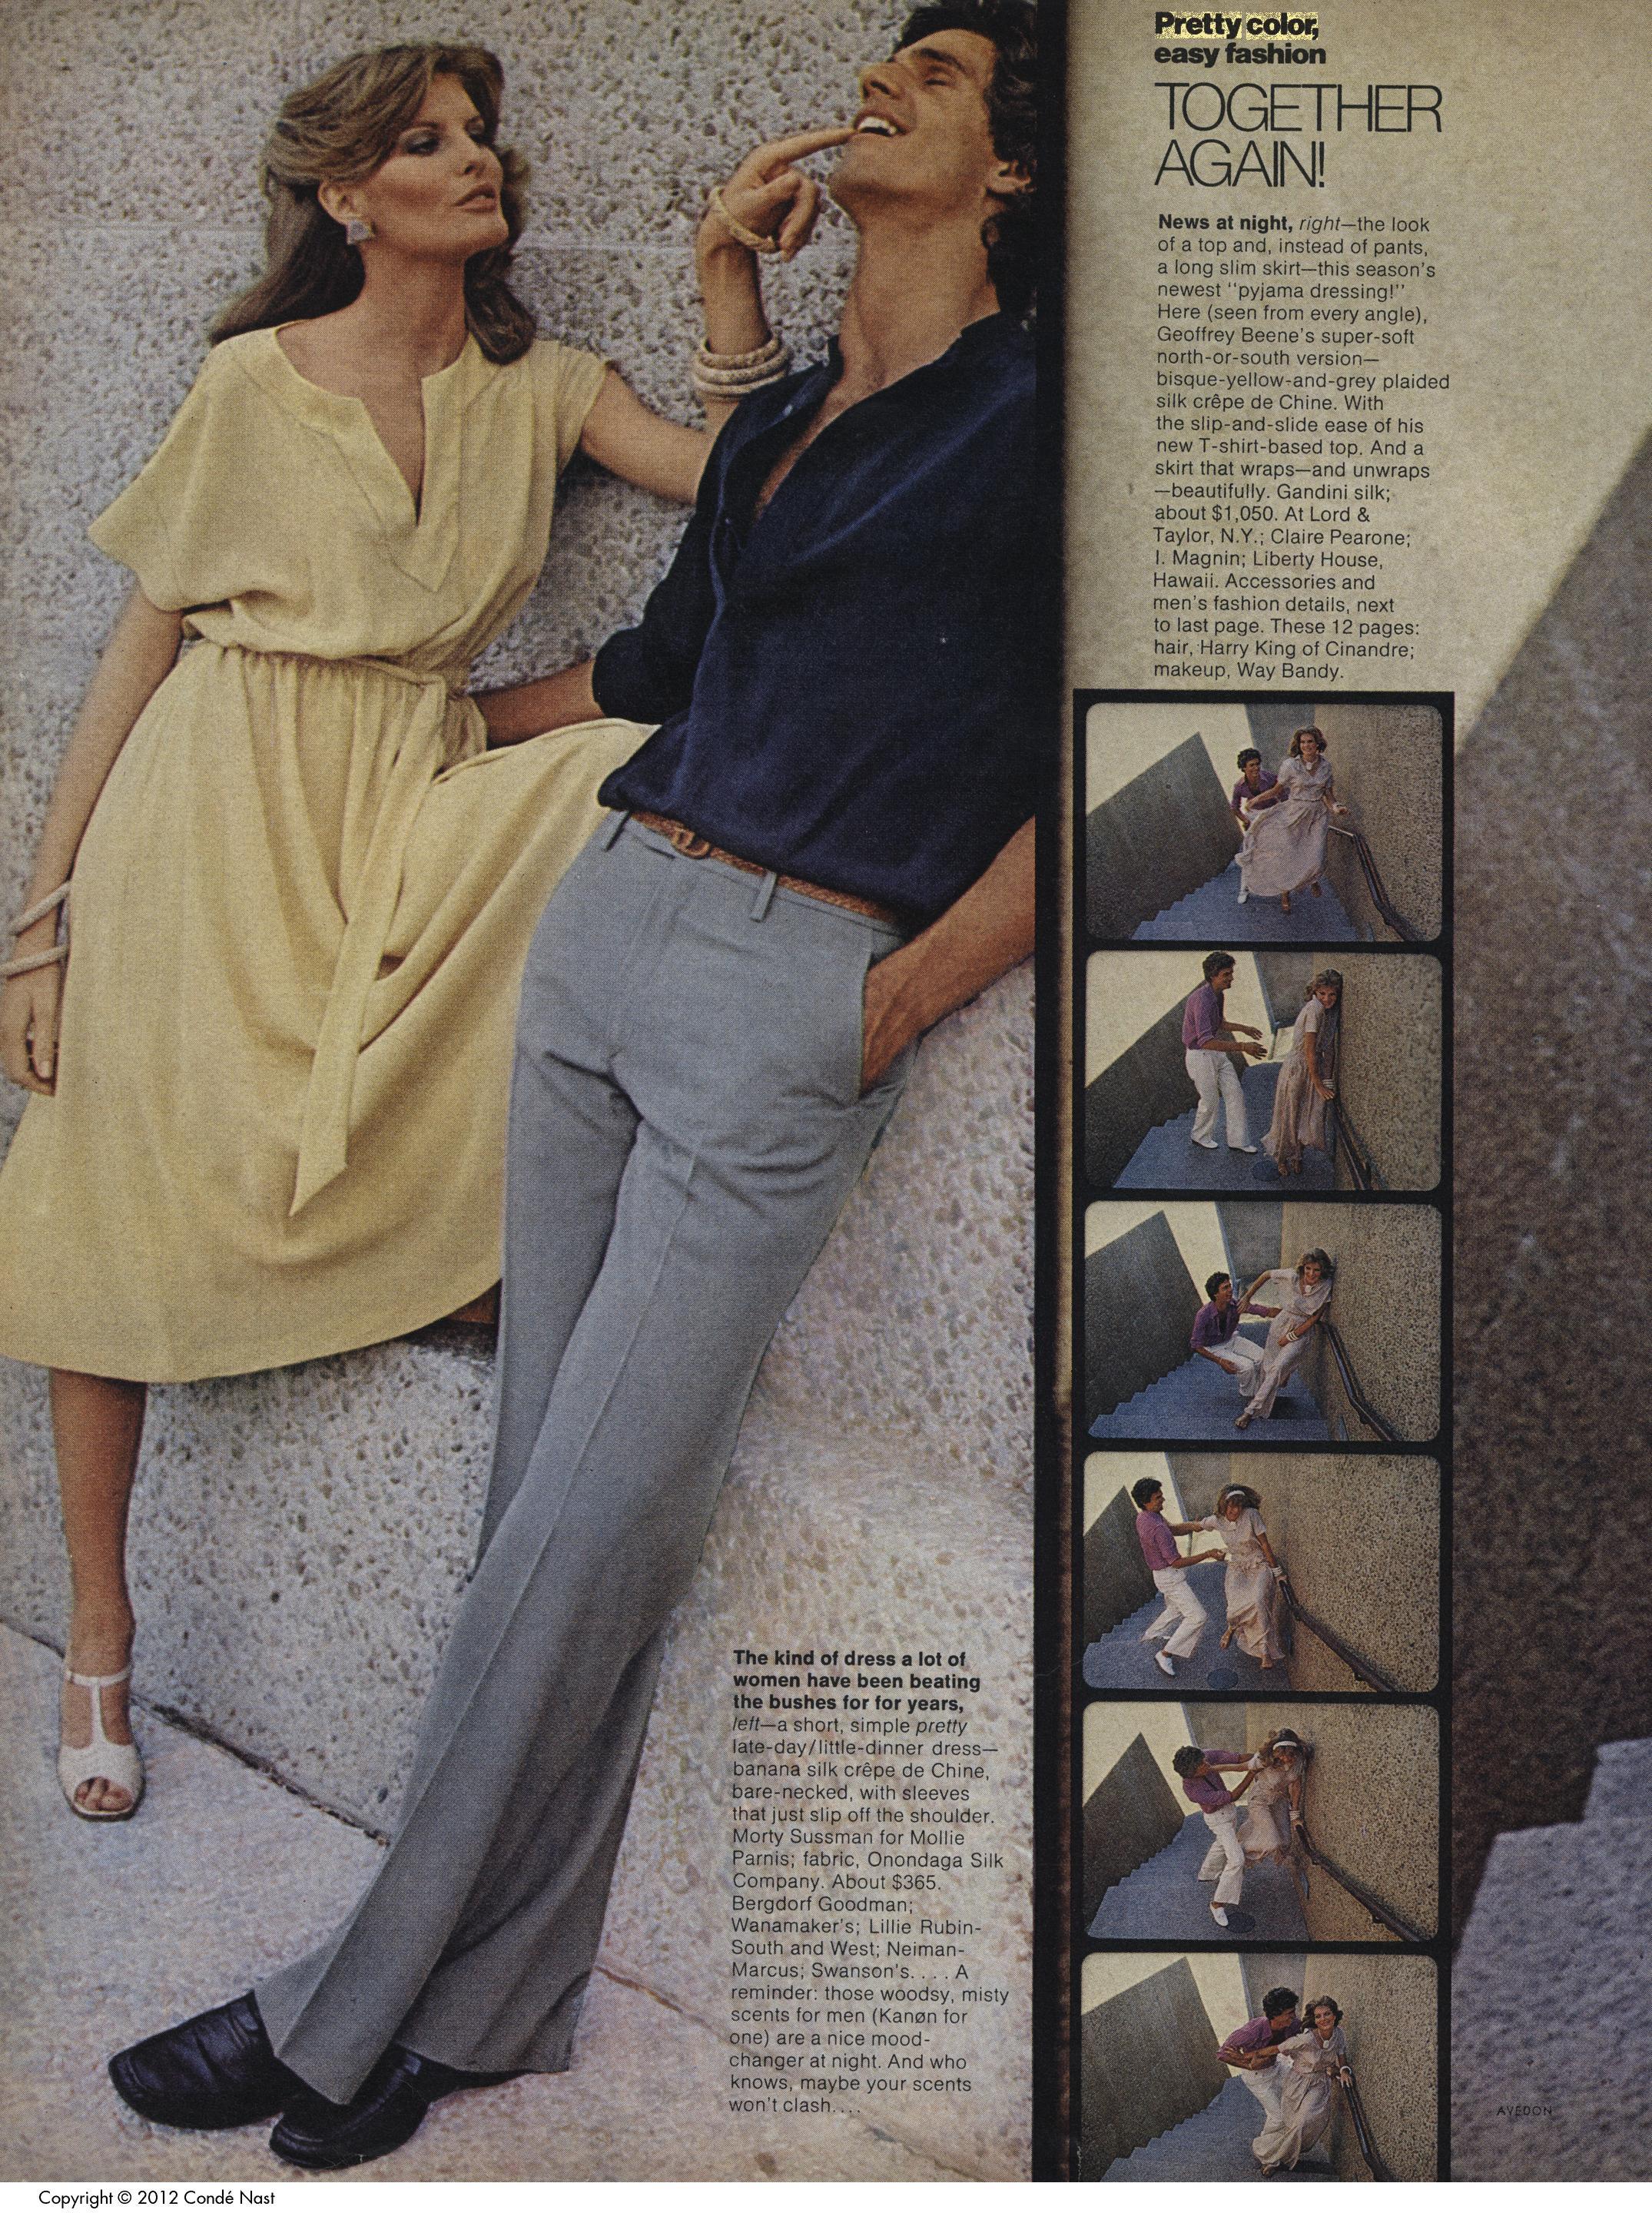 Pretty color,
easy fashion
TOGETHER
AGAIN!
News at night, right—the look
of a top and, instead of pants,
a long slim skirt—this season's
newest "pyjama dressing!"
Here (seen from every angle),
Geoffrey Beene's super-soft
north-or-south version—
bisque-yellow-and-grey plaided
silk crêpe de Chine. With
the slip-and-slide ease of his
new T-shirt-based top. And a
skirt that wraps—and unwraps
—beautifully. Gandini silk;
about $1,050. At Lord &
Taylor, N.Y.; Claire Pearone;
I. Magnin; Liberty House,
Hawaii. Accessories and
men's fashion details, next
to last page. These 12 pages:
hair, Harry King of Cinandre;
makeup, Way Bandy.
The kind of dress a lot of
women have been beating
the bushes for for years,
left—a short, simple pretty
late-day/little-dinner dress—
banana silk crêpe de Chine,
bare-necked, with sleeves
that just slip off the shoulder.
Morty Sussman for Mollie
Parnis; fabric, Onondaga Silk
Company. About $365.
Bergdorf Goodman;
Wanamaker's; Lillie Rubin-
South and West; Neiman-
Marcus; Swanson's. . . . A
reminder: those woodsy, misty
scents for men (Kanøn for
one) are a nice mood-
changer at night. And who
knows, maybe your scents
won't clash. . . .
AVEDON
Copyright © 2012 Condé Nast